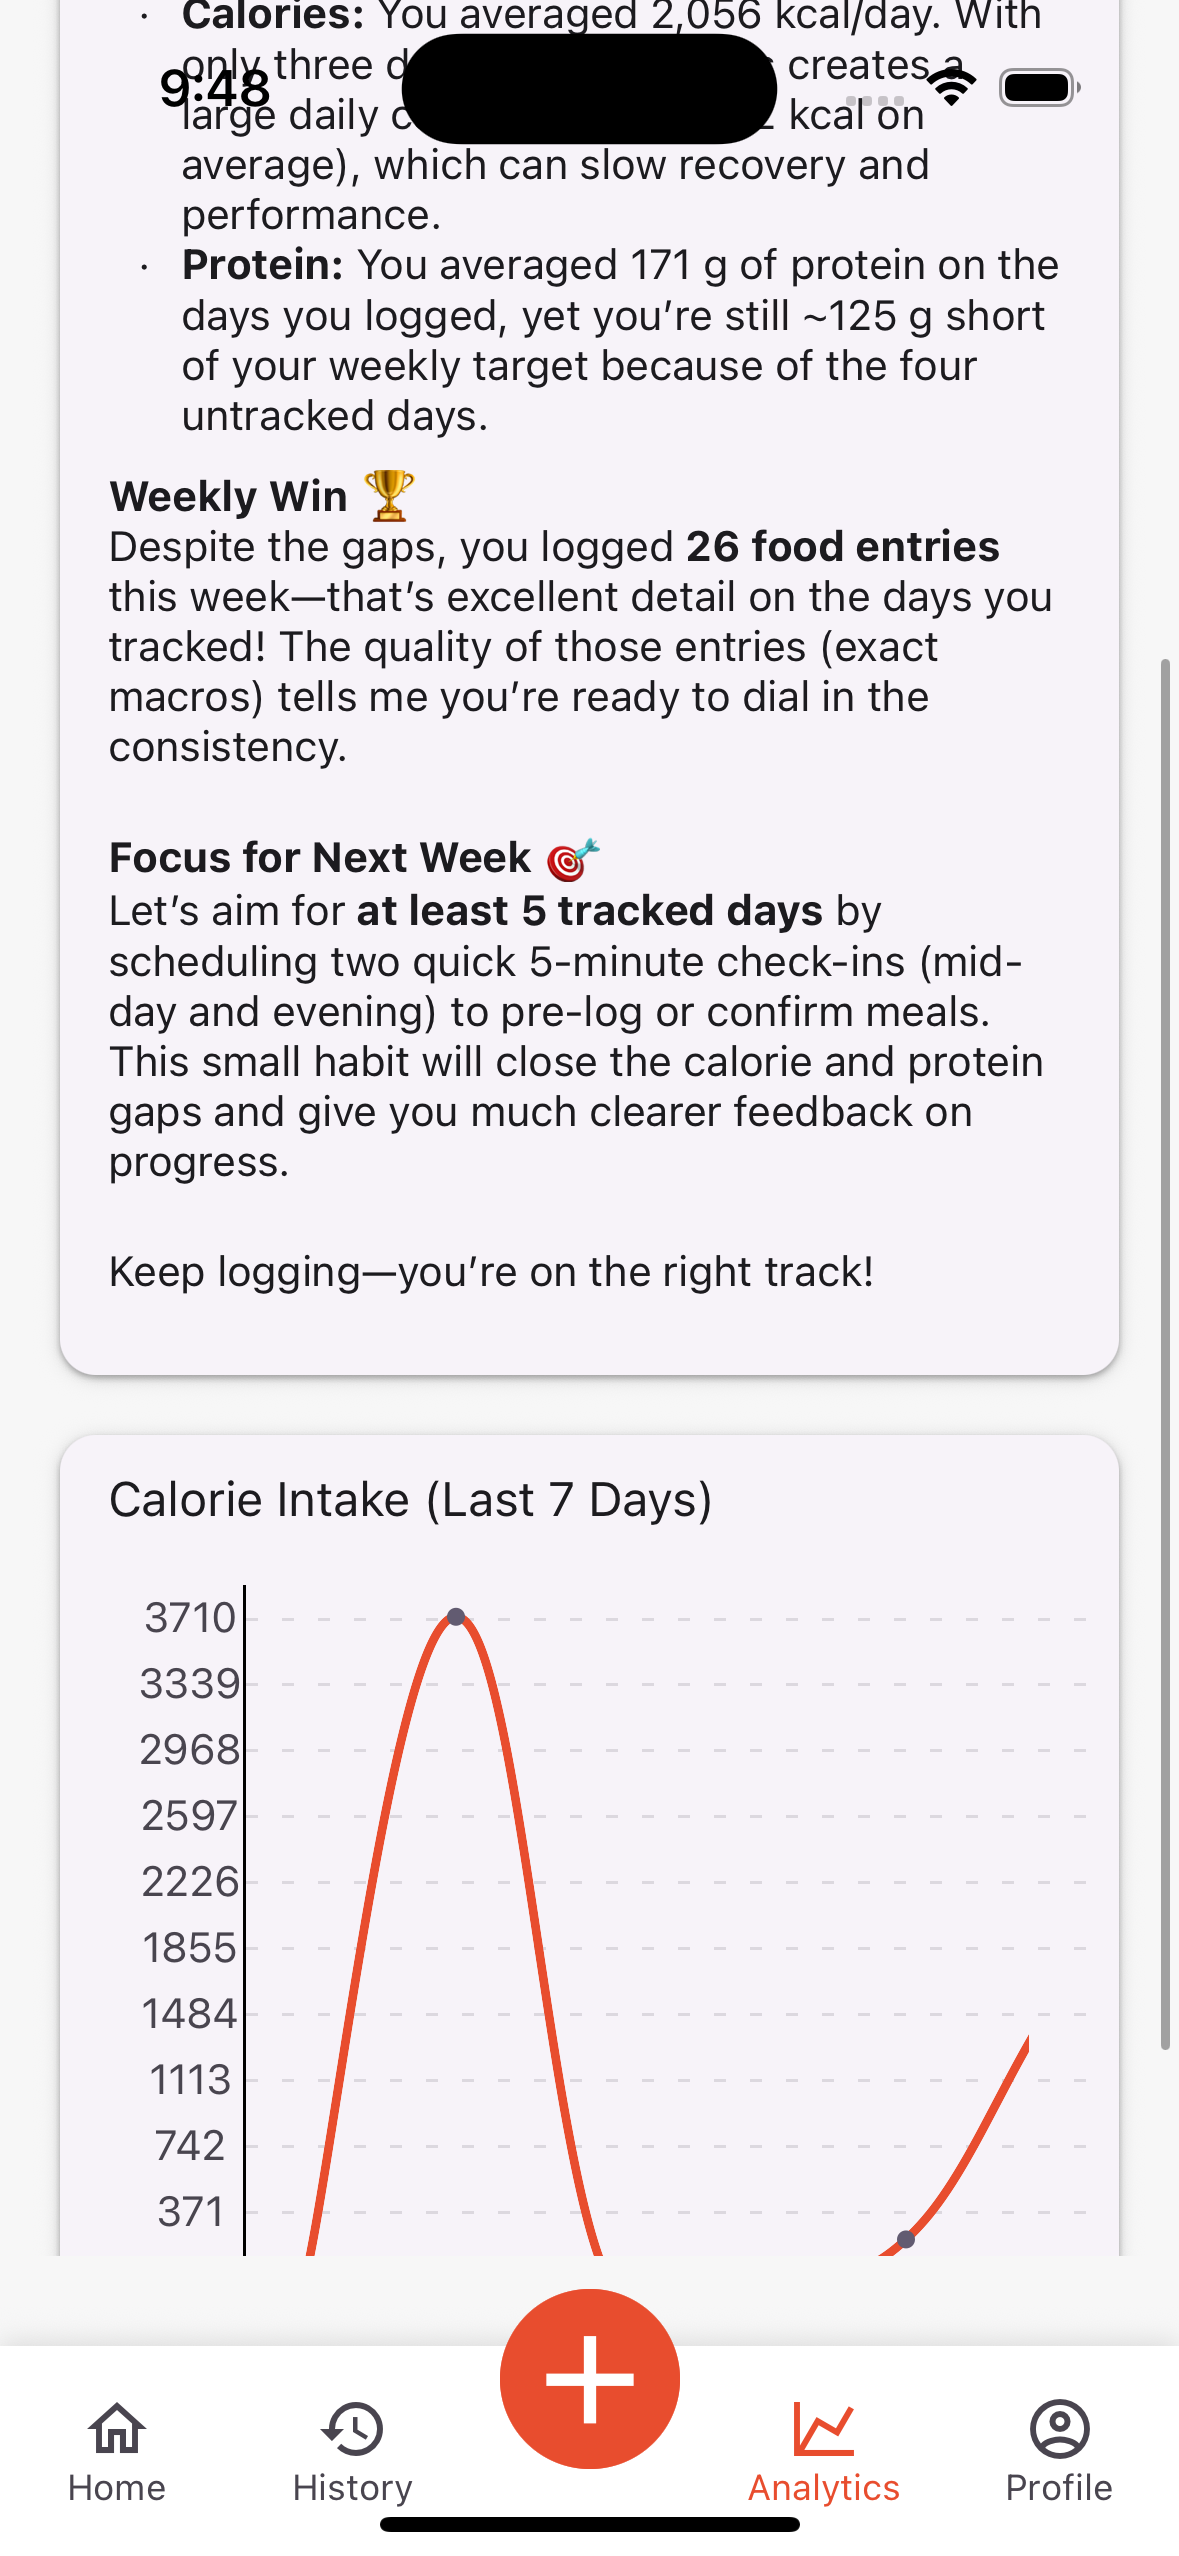 · Calories: You averaged 2,056 kcal/day. With
9:48
only three creates a
large daily kcal on
average), which can slow recovery and
performance.
· Protein: You averaged 171 g of protein on the
days you logged, yet you’re still ~125 g short
of your weekly target because of the four
untracked days.
Weekly Win 🏆
Despite the gaps, you logged 26 food entries
this week—that’s excellent detail on the days you
tracked! The quality of those entries (exact
macros) tells me you’re ready to dial in the
consistency.
Focus for Next Week 🎯
Let’s aim for at least 5 tracked days by
scheduling two quick 5-minute check-ins (mid-
day and evening) to pre-log or confirm meals.
This small habit will close the calorie and protein
gaps and give you much clearer feedback on
progress.
Keep logging—you’re on the right track!
Calorie Intake (Last 7 Days)
3710
3339
2968
2597
2226
1855
1484
1113
742
371
Home
History
Analytics
Profile